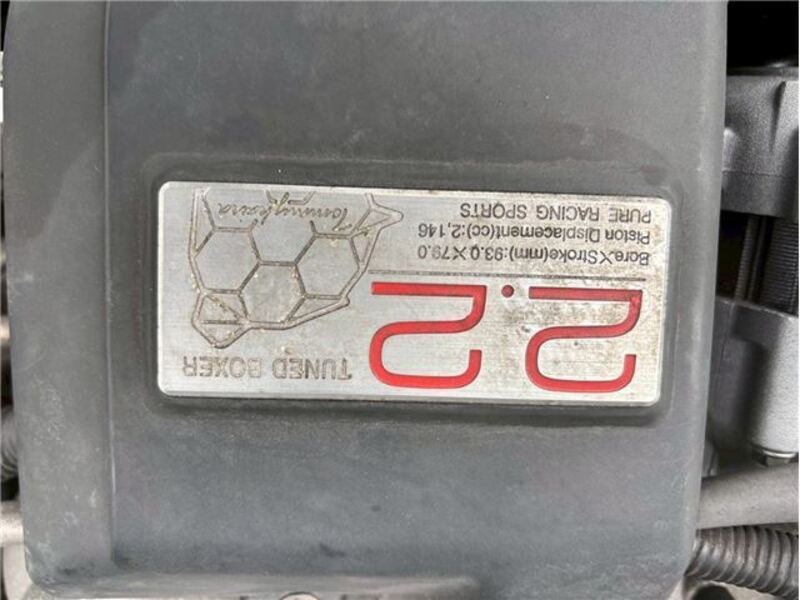 2.2
TUNED BOXER
Bore X Stroke(mm):93.0 X 79.0
Piston Displacement(cc):2,146
PURE RACING SPORTS
Tommykaira